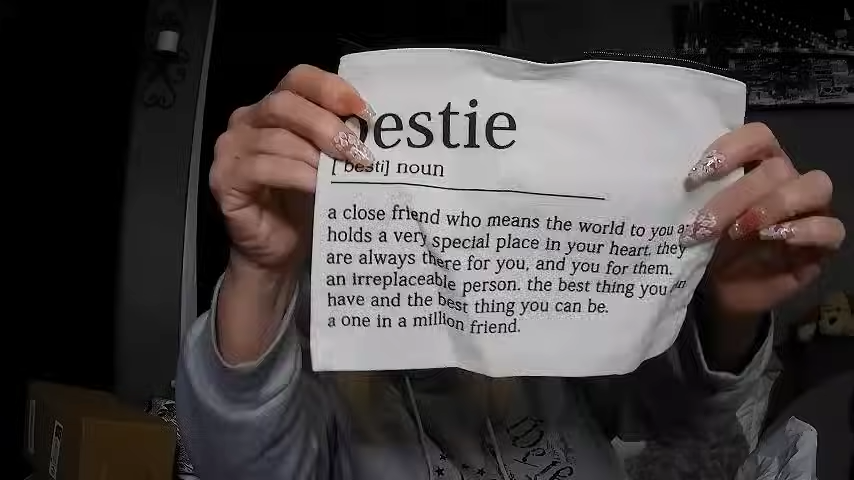 bestie
['besti] noun
a close friend who means the world to you a
holds a very special place in your heart. they
are always there for you, and you for them.
an irreplaceable person. the best thing you
have and the best thing you can be.
a one in a million friend.
We the